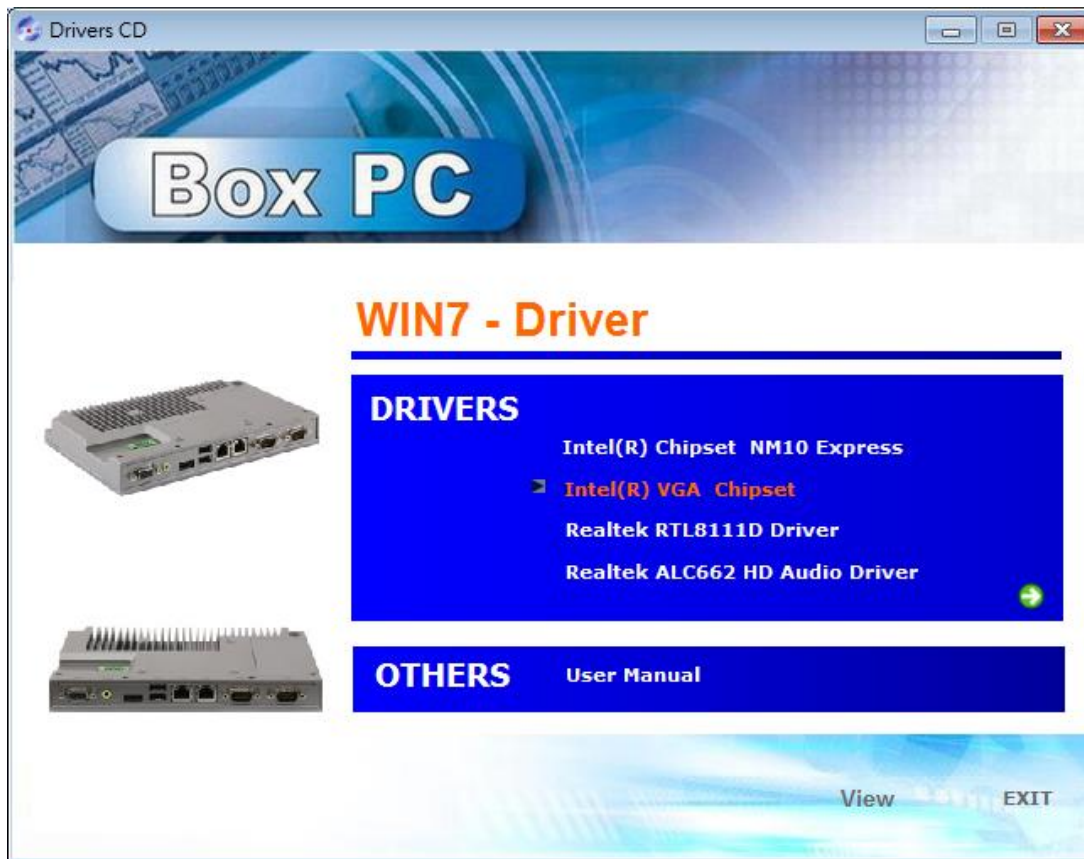 Drivers CD
Box PC
WIN7 - Driver
DRIVERS
Intel(R) Chipset NM10 Express
Intel(R) VGA Chipset
Realtek RTL8111D Driver
Realtek ALC662 HD Audio Driver
OTHERS User Manual
View EXIT